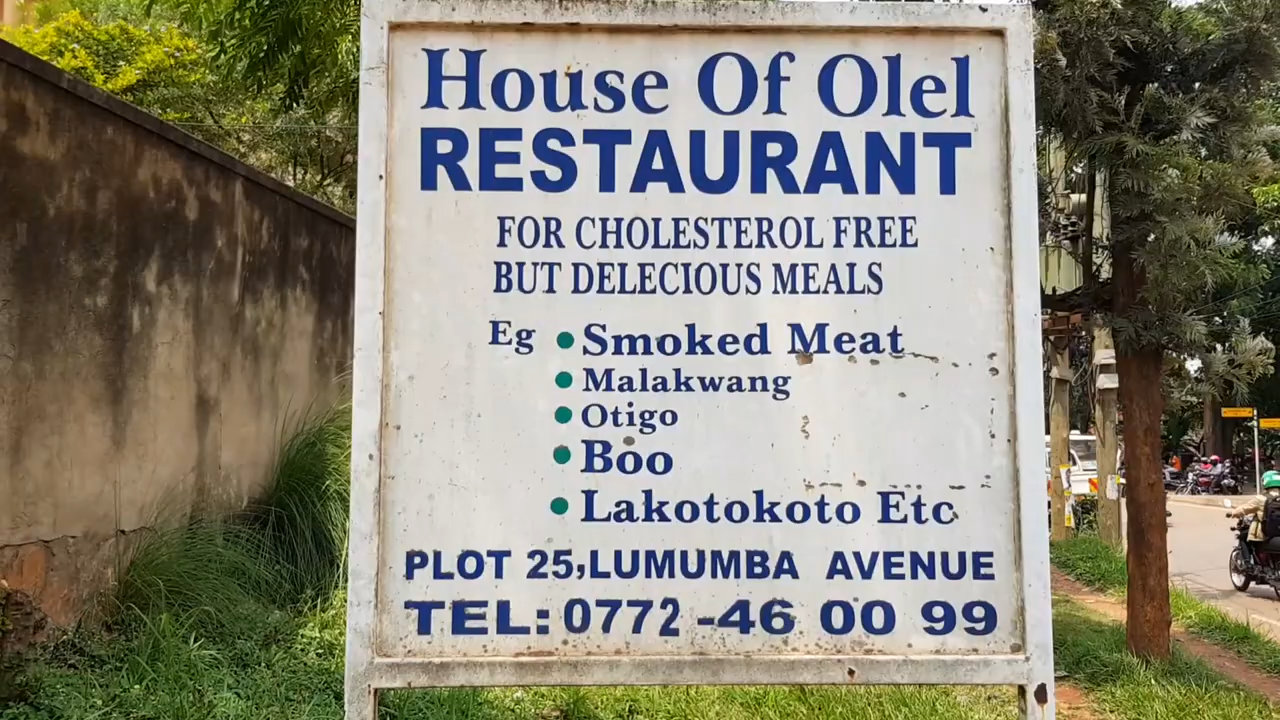 House Of Olel
RESTAURANT
FOR CHOLESTEROL FREE
BUT DELECIOUS MEALS
Eg • Smoked Meat
• Malakwang
• Otigo
• Boo
• Lakotokoto Etc
PLOT 25,LUMUMBA AVENUE
TEL: 0772 -46 00 99